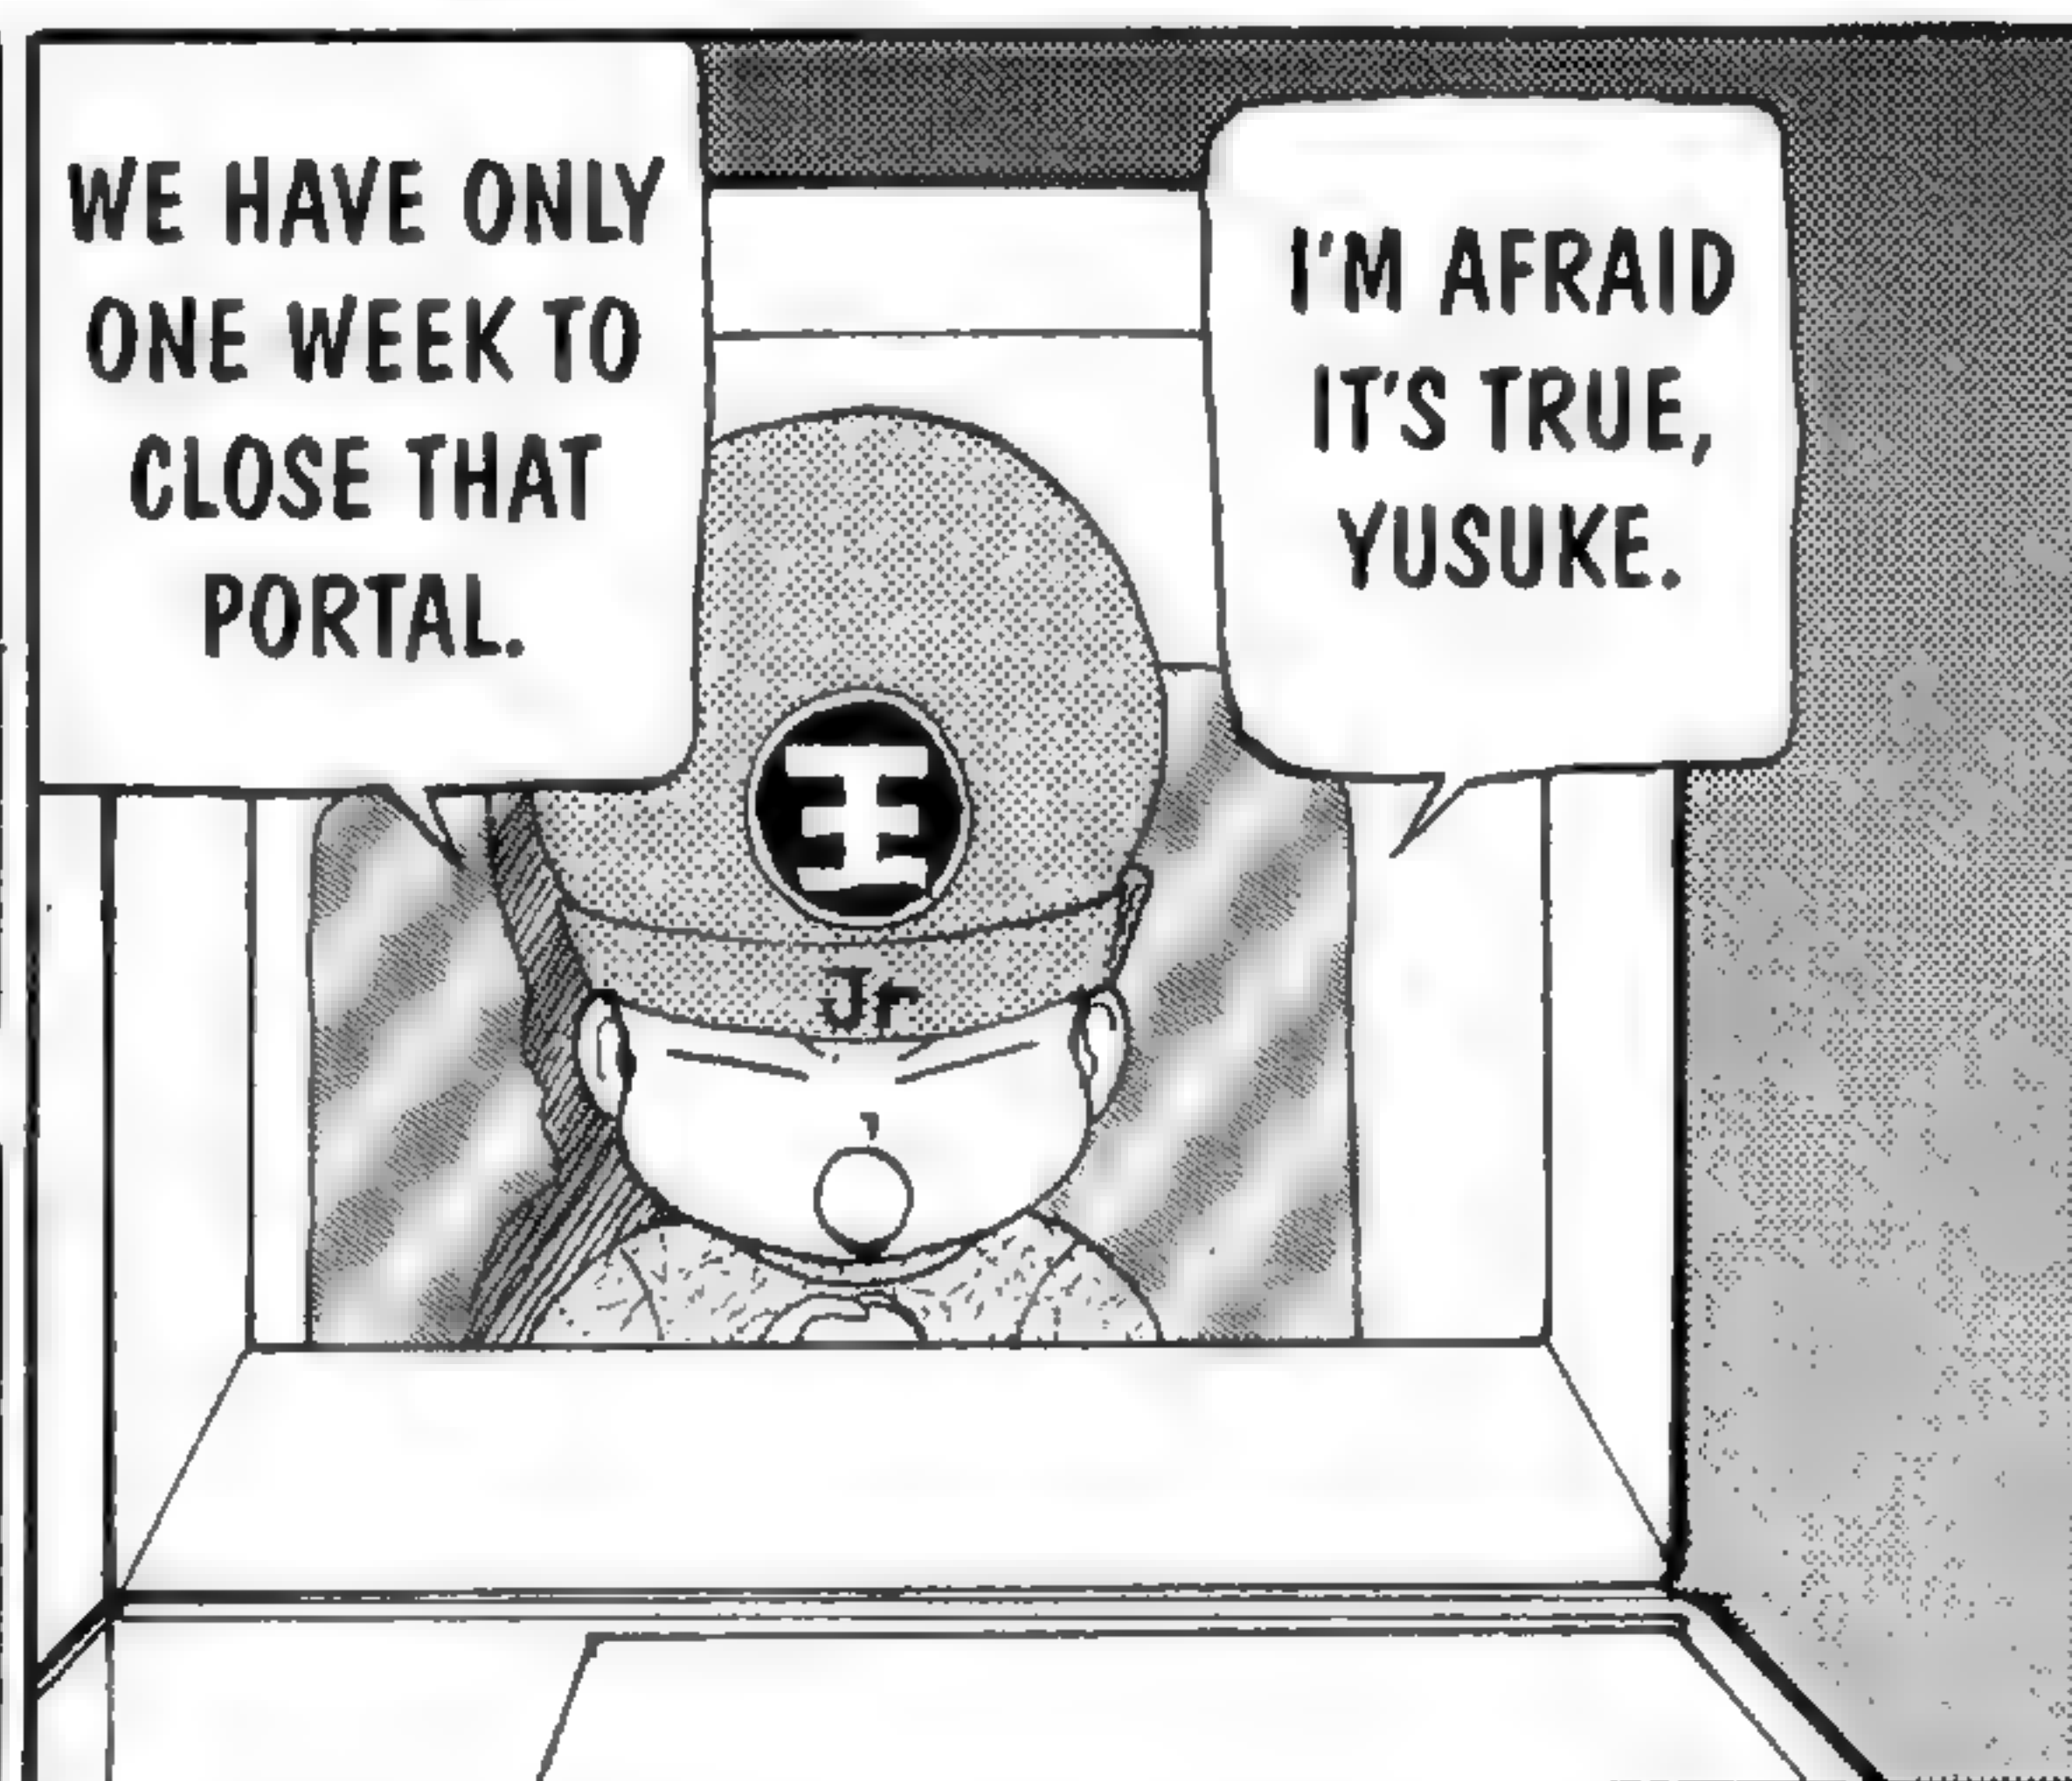 I'M AFRAID
IT'S TRUE,
YUSUKE.
WE HAVE ONLY
ONE WEEK TO
CLOSE THAT
PORTAL.
王
Jr